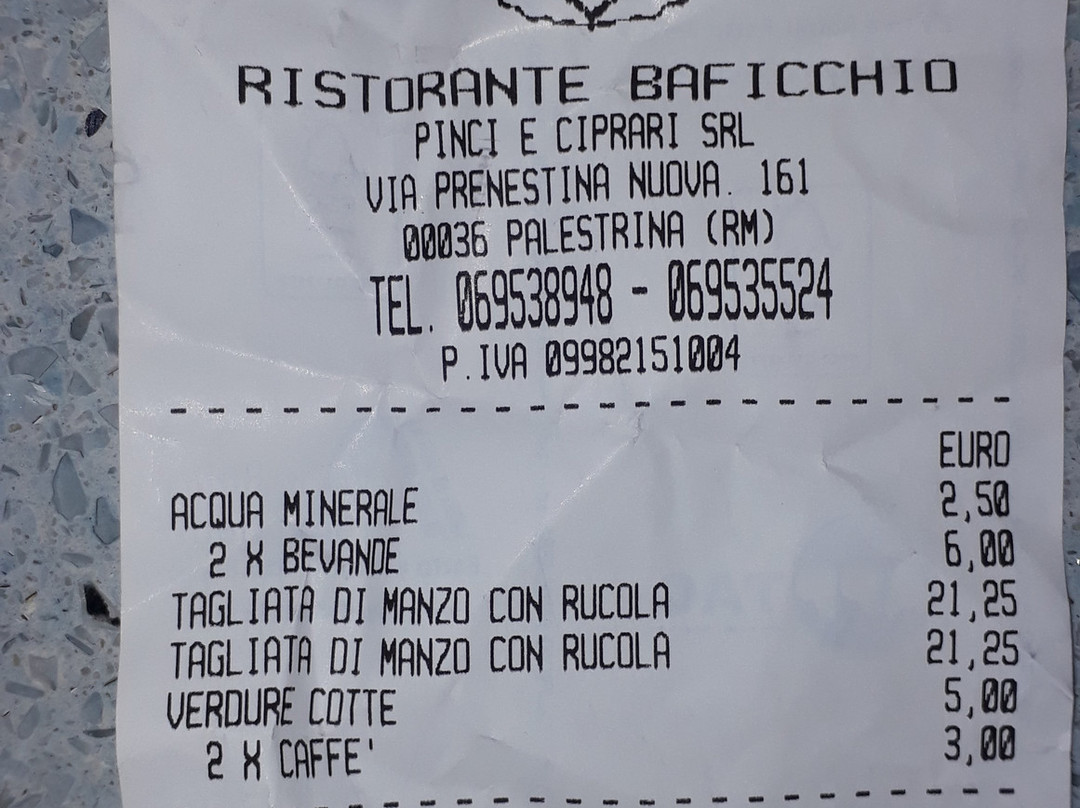 RISTORANTE BAFICCHIO
PINCI E CIPRARI SRL
VIA PRENESTINA NUOVA. 161
00036 PALESTRINA (RM)
TEL. 069538948 - 069535524
P.IVA 09982151004
EURO
ACQUA MINERALE 2,50
2 X BEVANDE 6,00
TAGLIATA DI MANZO CON RUCOLA 21,25
TAGLIATA DI MANZO CON RUCOLA 21,25
VERDURE COTTE 5,00
2 X CAFFE' 3,00